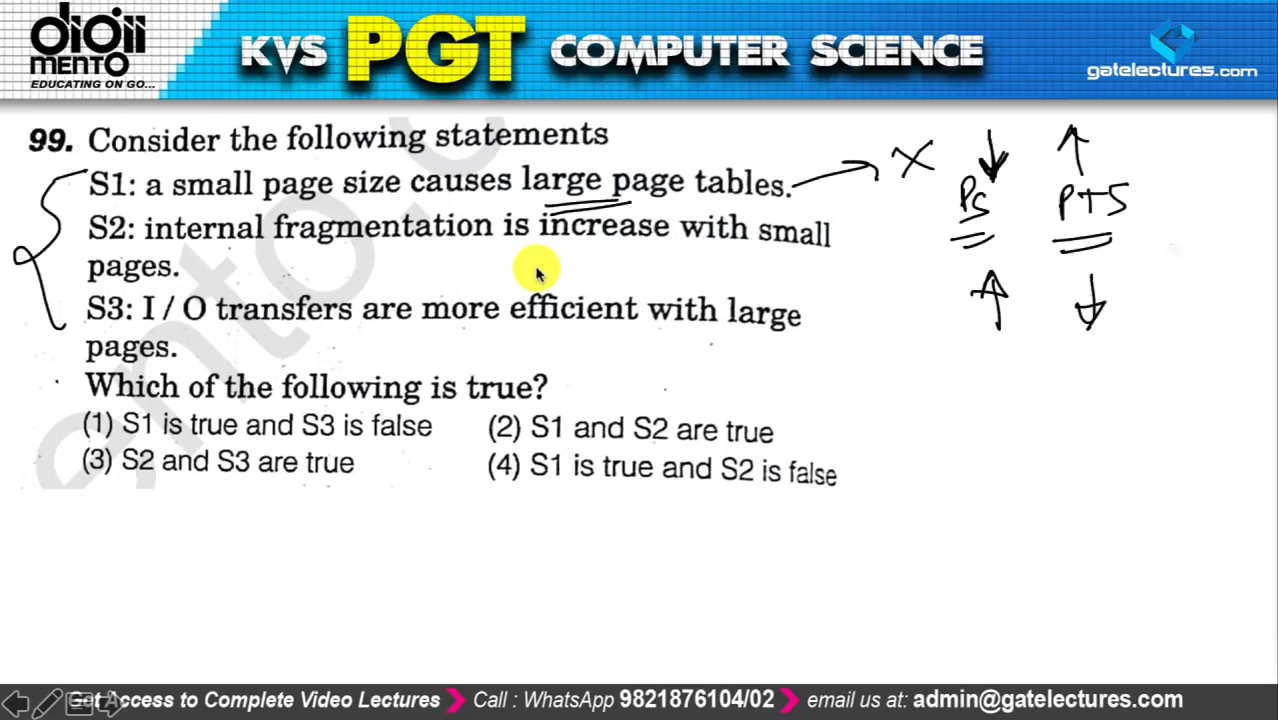 digii
MENTO
EDUCATING ON GO...
KVS PGT COMPUTER SCIENCE
gatelectures.com
99. Consider the following statements
S1: a small page size causes large page tables.
S2: internal fragmentation is increase with small
pages.
S3: I / O transfers are more efficient with large
pages.
Which of the following is true?
(1) S1 is true and S3 is false (2) S1 and S2 are true
(3) S2 and S3 are true (4) S1 is true and S2 is false
PS ↓ PTS ↑
↑ ↓
ento.c
Get Access to Complete Video Lectures Call : WhatsApp 9821876104/02 email us at: admin@gatelectures.com